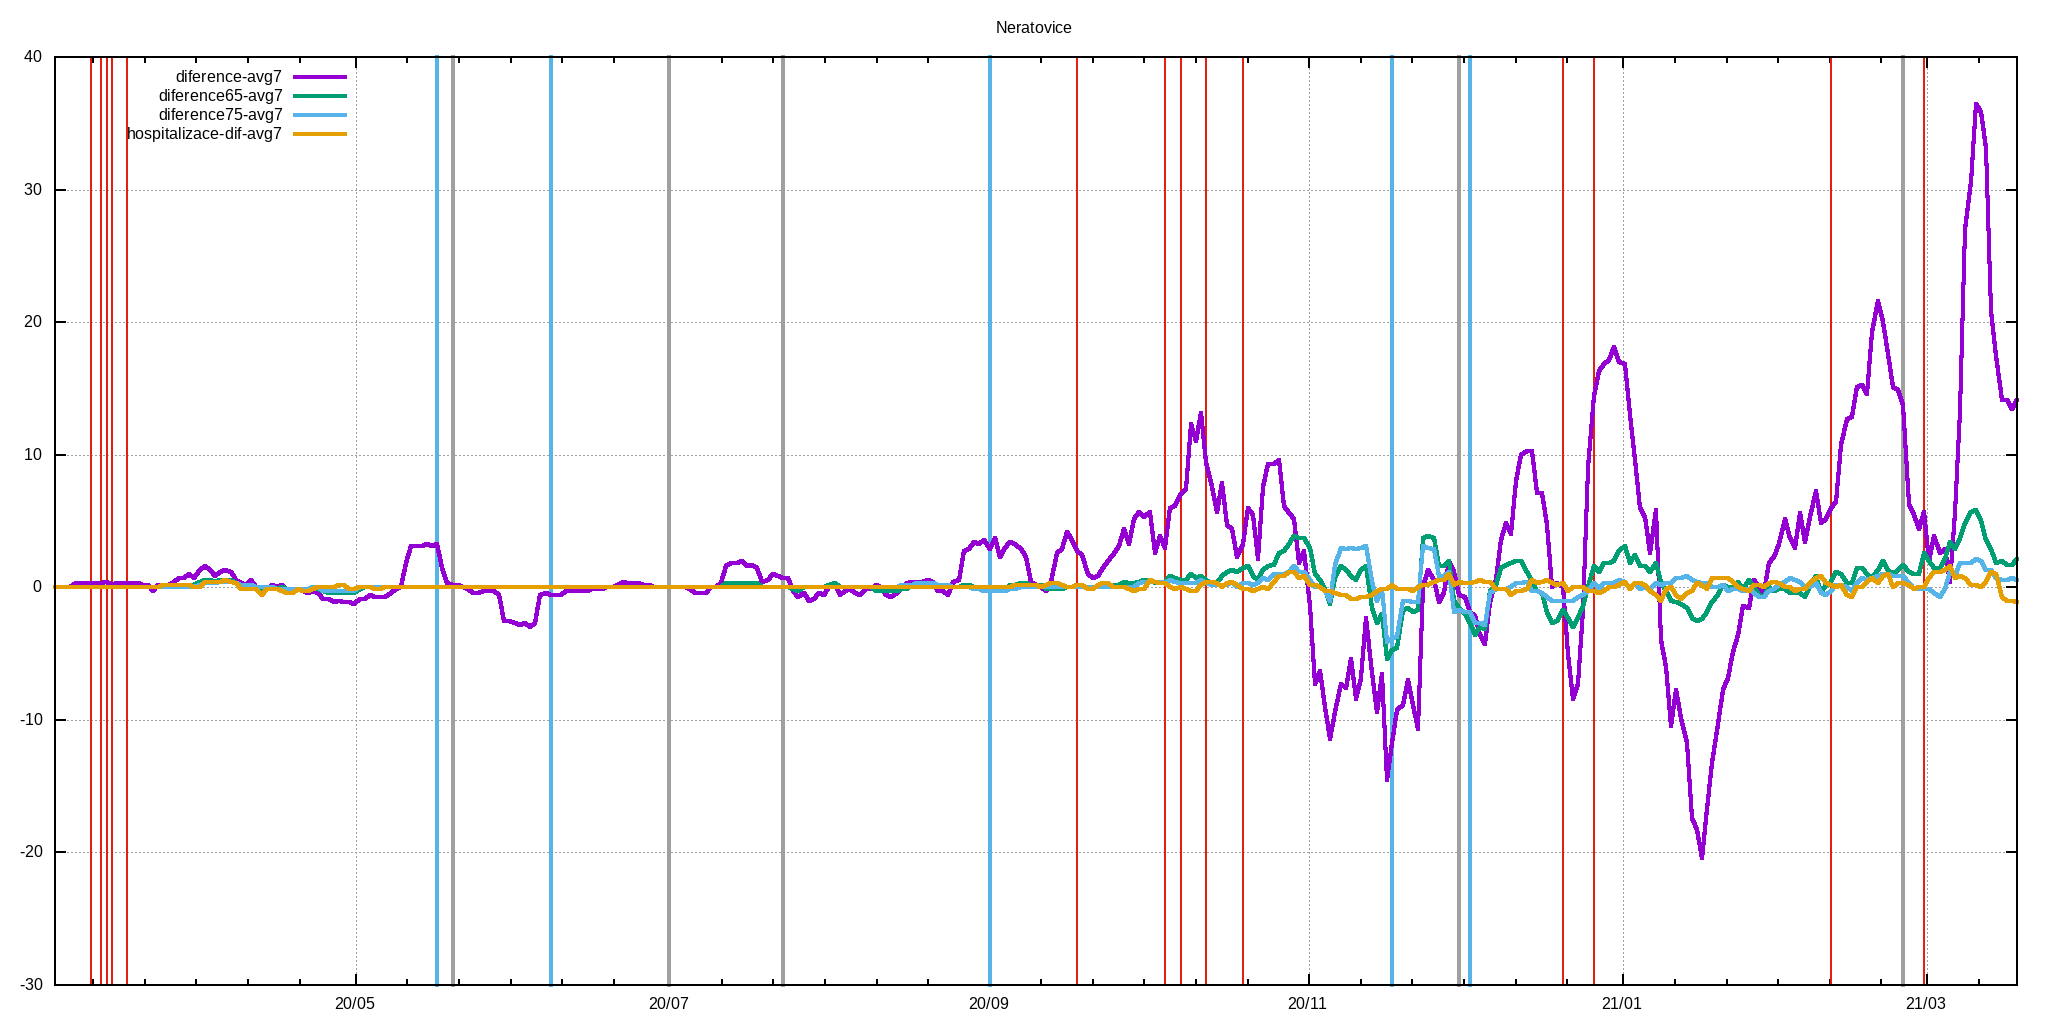 Neratovice
40
diference-avg7
diference65-avg7
diference75-avg7
hospitalizace-dif-avg7
30
20
10
0
-10
-20
-30
20/05 20/07 20/09 20/11 21/01 21/03